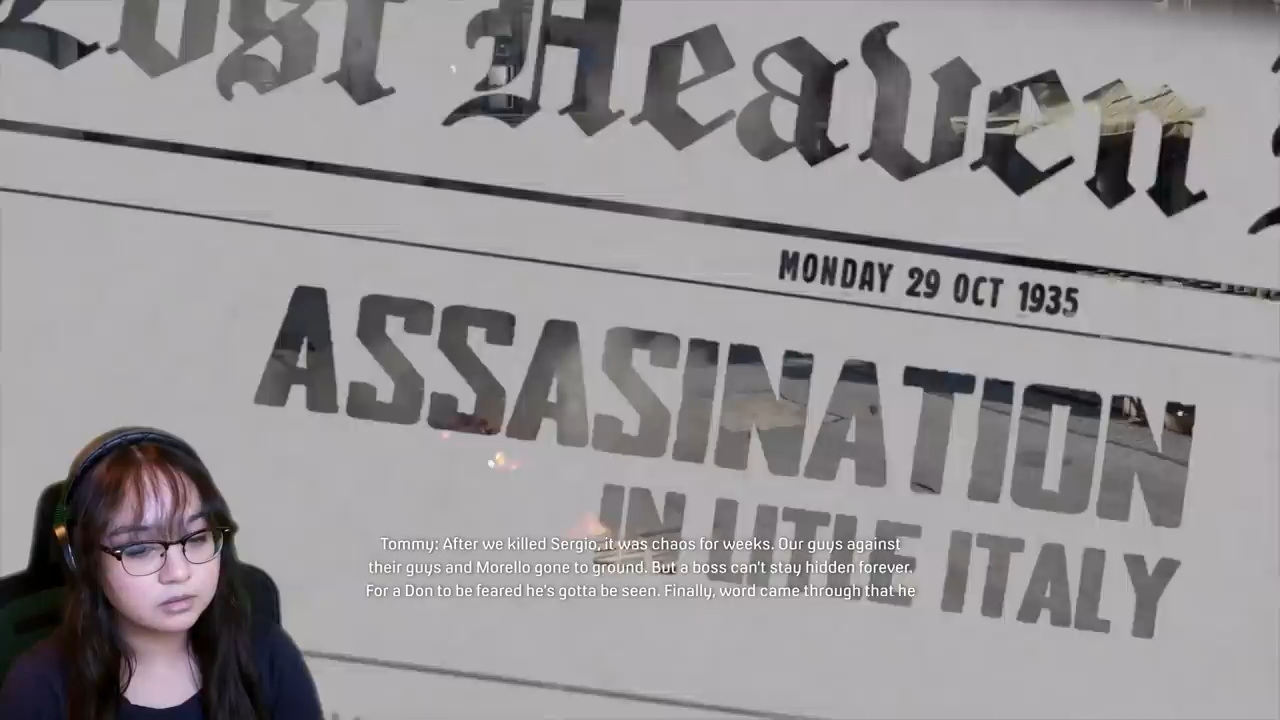 Lost Heaven
MONDAY 29 OCT 1935
ASSASINATION
IN LITTLE ITALY
Tommy: After we killed Sergio, it was chaos for weeks. Our guys against
their guys and Morello gone to ground. But a boss can't stay hidden forever.
For a Don to be feared he's gotta be seen. Finally, word came through that he